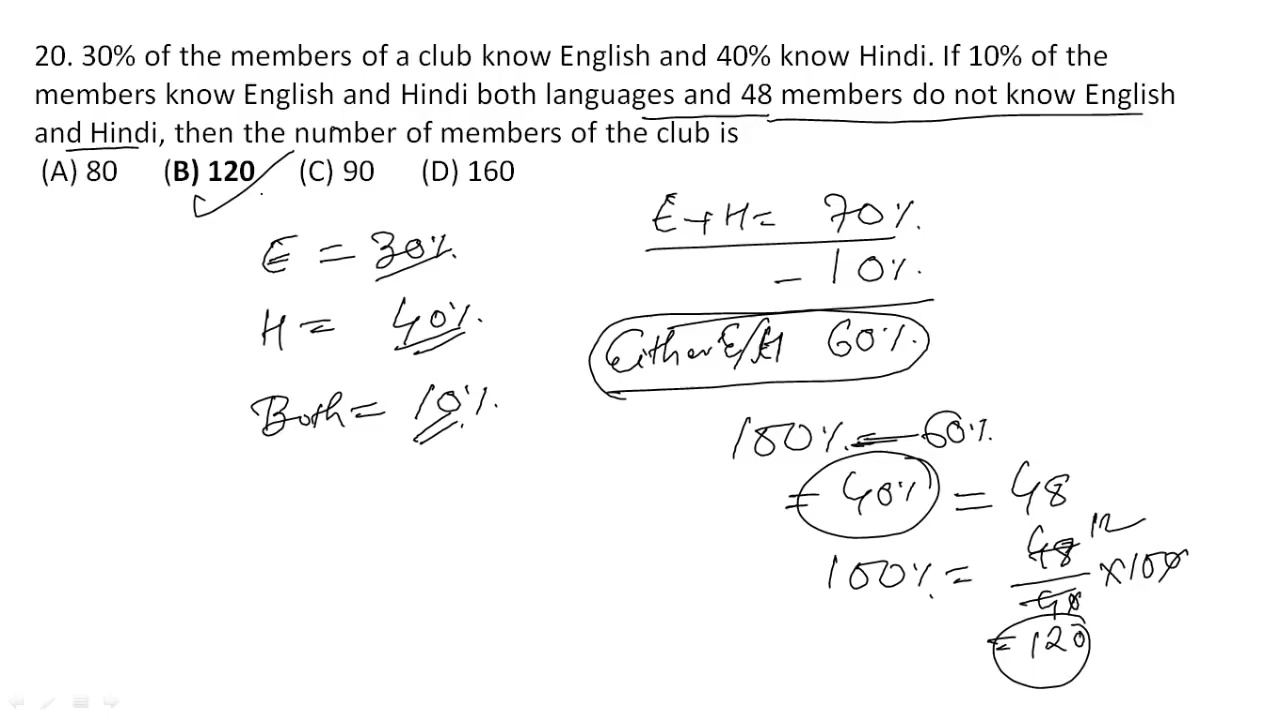 20. 30% of the members of a club know English and 40% know Hindi. If 10% of the
members know English and Hindi both languages and 48 members do not know English
and Hindi, then the number of members of the club is
(A) 80 (B) 120 (C) 90 (D) 160
E = 30%
H = 40%
Both = 10%
E + H = 70%
- 10%
Either E/H 60%
100% - 60%
= 40% = 48
100% = 48/40 × 100
12
= 120